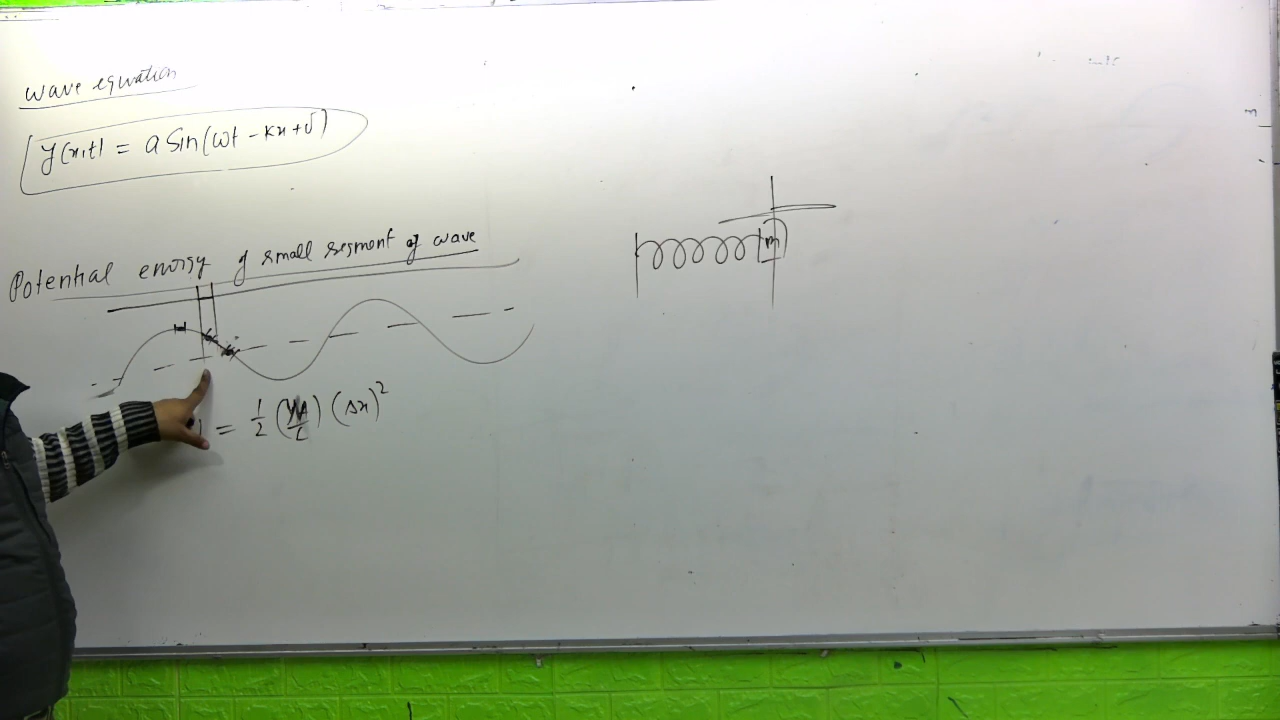 wave equation
y(x,t) = a sin(ωt - kx + δ)
Potential energy of small segment of wave
= 1/2 (YA/L) (Δx)²
m